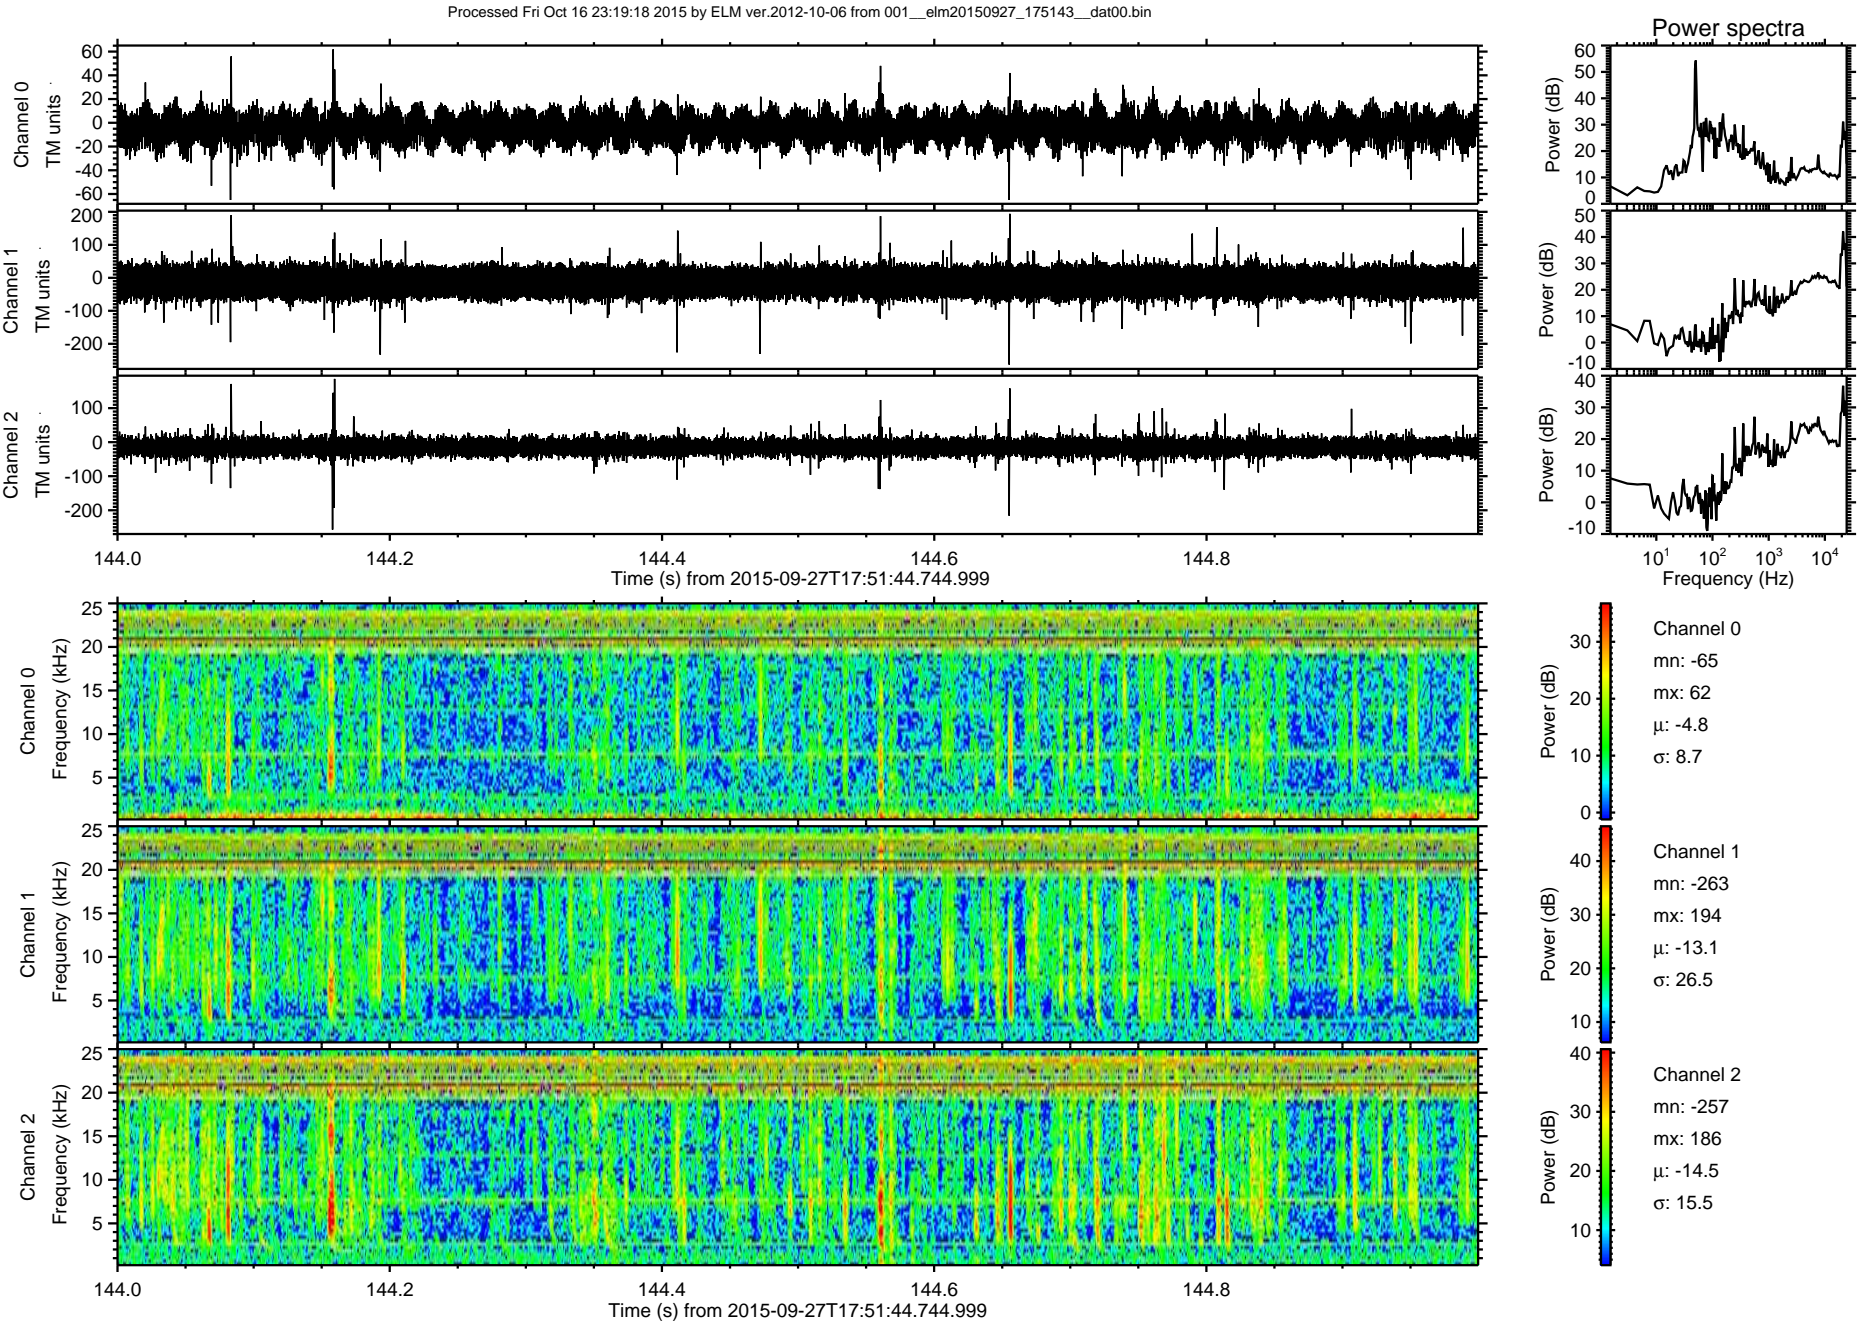 Processed Fri Oct 16 23:19:18 2015 by ELM ver.2012-10-06 from 001__elm20150927_175143__dat00.bin
Power spectra
Channel 0
TM units
60
40
20
0
-20
-40
-60
Power (dB)
60
50
40
30
20
10
0
Channel 1
TM units
200
100
0
-100
-200
Power (dB)
50
40
30
20
10
0
-10
Channel 2
TM units
100
0
-100
-200
Power (dB)
40
30
20
10
0
-10
144.0
144.2
144.4
144.6
144.8
Time (s) from 2015-09-27T17:51:44.744.999
10¹
10²
10³
10⁴
Frequency (Hz)
Channel 0
Frequency (kHz)
25
20
15
10
5
Power (dB)
30
20
10
0
Channel 0
mn: -65
mx: 62
μ: -4.8
σ: 8.7
Channel 1
Frequency (kHz)
25
20
15
10
5
Power (dB)
40
30
20
10
Channel 1
mn: -263
mx: 194
μ: -13.1
σ: 26.5
Channel 2
Frequency (kHz)
25
20
15
10
5
Power (dB)
40
30
20
10
Channel 2
mn: -257
mx: 186
μ: -14.5
σ: 15.5
144.0
144.2
144.4
144.6
144.8
Time (s) from 2015-09-27T17:51:44.744.999